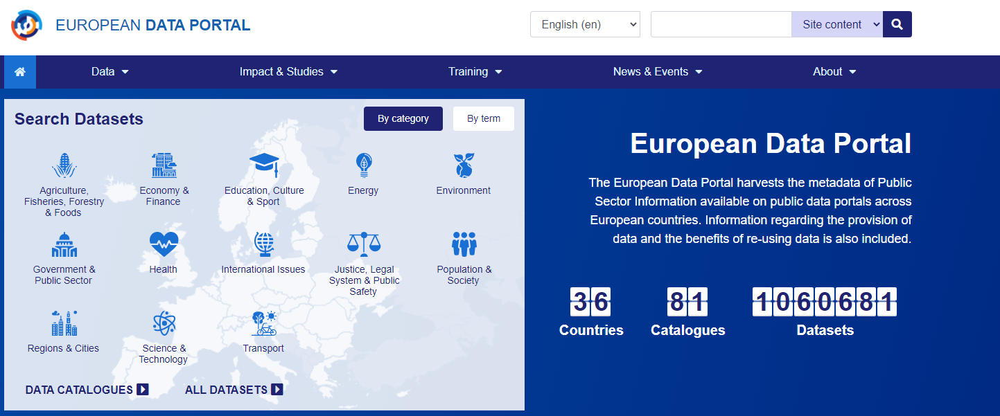 EUROPEAN DATA PORTAL
English (en)
Site content
Data
Impact & Studies
Training
News & Events
About
Search Datasets
By category
By term
Agriculture,
Fisheries, Forestry
& Foods
Economy &
Finance
Education, Culture
& Sport
Energy
Environment
Government &
Public Sector
Health
International Issues
Justice, Legal
System & Public
Safety
Population &
Society
Regions & Cities
Science &
Technology
Transport
DATA CATALOGUES
ALL DATASETS
European Data Portal
The European Data Portal harvests the metadata of Public
Sector Information available on public data portals across
European countries. Information regarding the provision of
data and the benefits of re-using data is also included.
36
Countries
81
Catalogues
1060681
Datasets